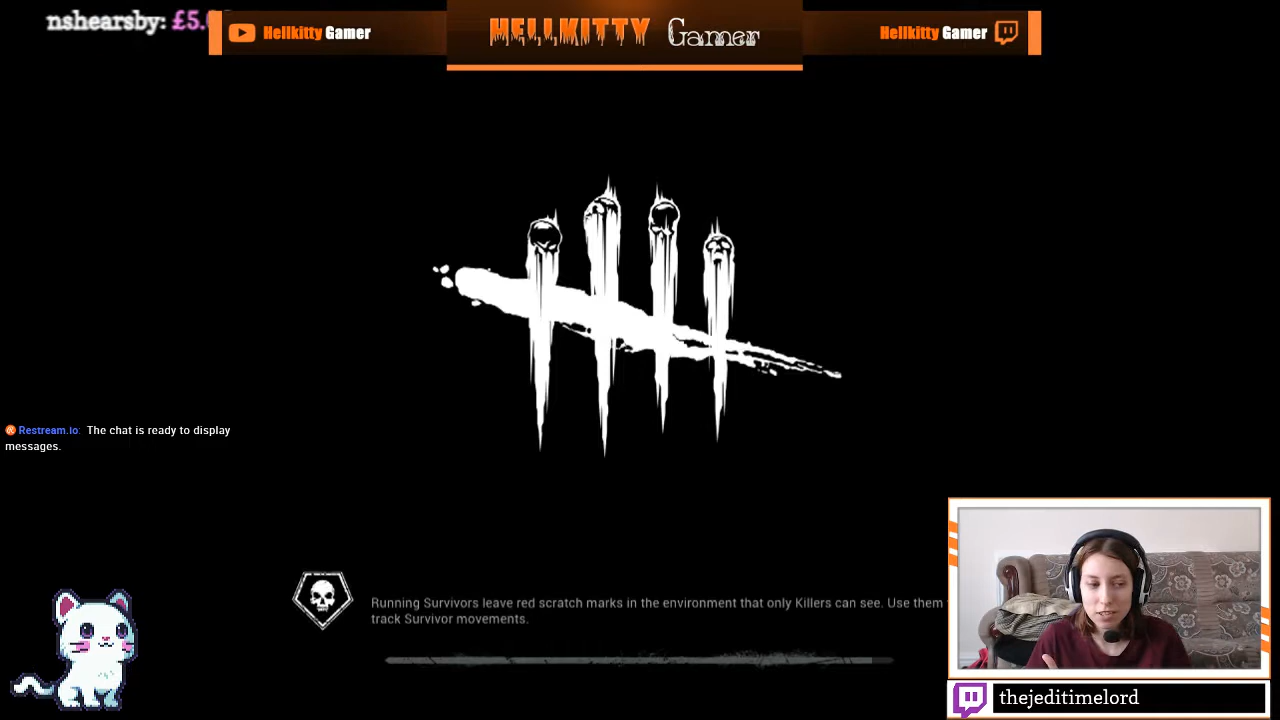 nshearsby: £5.
Hellkitty Gamer
HELLKITTY Gamer
Hellkitty Gamer
Restream.io: The chat is ready to display
messages.
Running Survivors leave red scratch marks in the environment that only Killers can see. Use them
track Survivor movements.
thejeditimelord